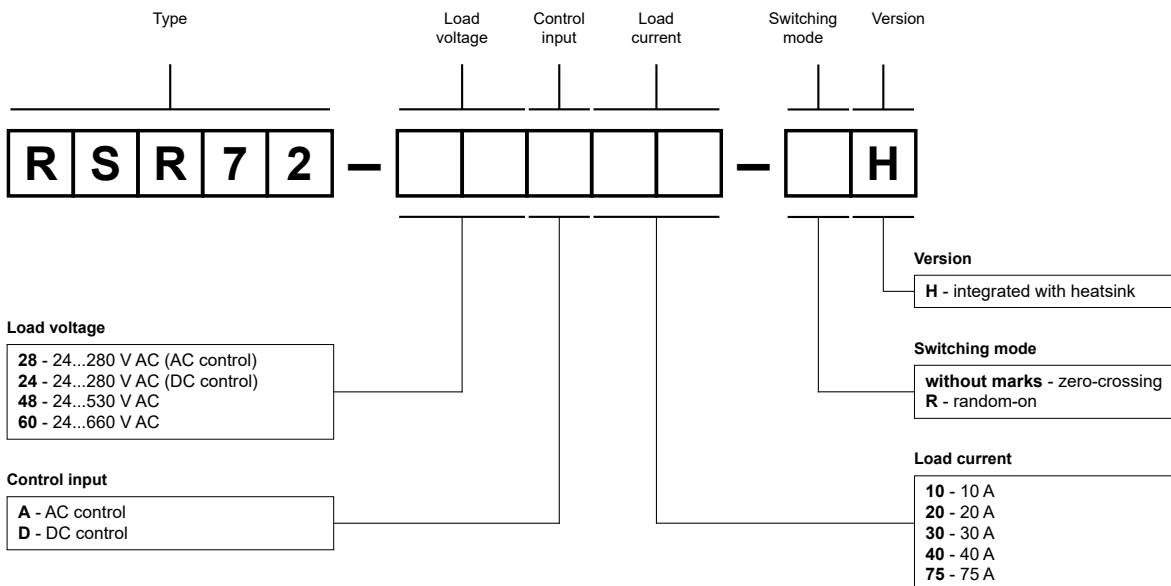 Type
Load
voltage
Control
input
Load
current
Switching
mode
Version
RSR72 – – H
Version
H - integrated with heatsink
Load voltage
28 - 24...280 V AC (AC control)
24 - 24...280 V AC (DC control)
48 - 24...530 V AC
60 - 24...660 V AC
Switching mode
without marks - zero-crossing
R - random-on
Control input
A - AC control
D - DC control
Load current
10 - 10 A
20 - 20 A
30 - 30 A
40 - 40 A
75 - 75 A